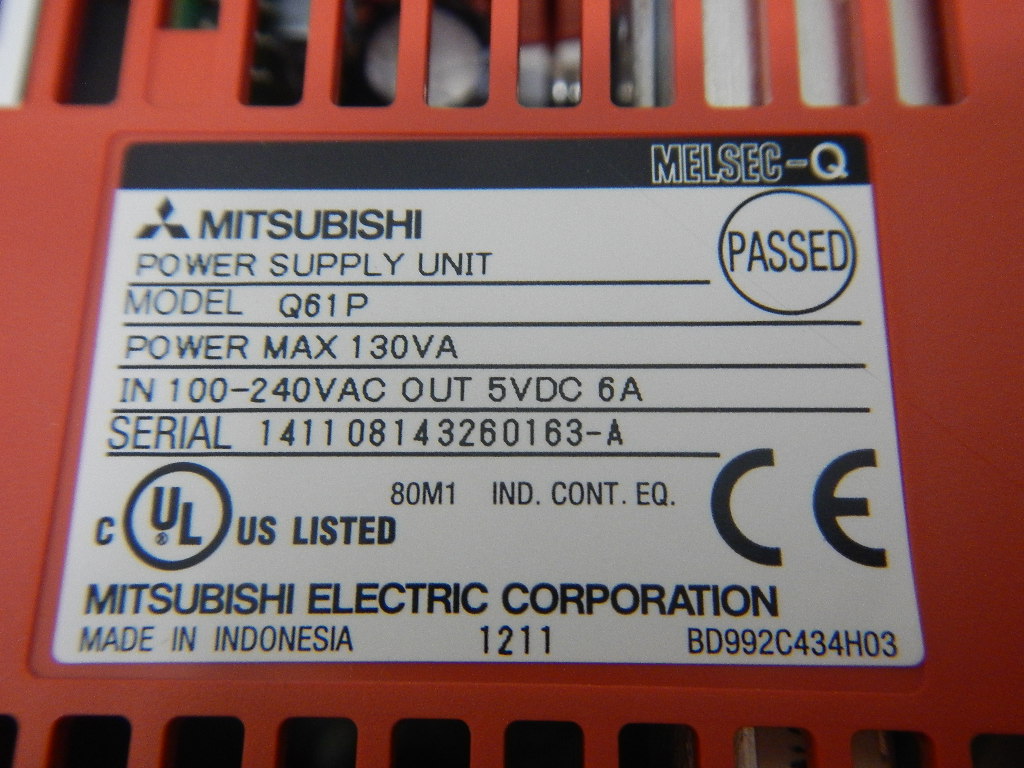 MELSEC-Q
MITSUBISHI
POWER SUPPLY UNIT
PASSED
MODEL Q61P
POWER MAX 130VA
IN 100-240VAC OUT 5VDC 6A
SERIAL 141108143260163-A
80M1 IND. CONT. EQ.
C UL ® US LISTED
CE
MITSUBISHI ELECTRIC CORPORATION
MADE IN INDONESIA 1211 BD992C434H03